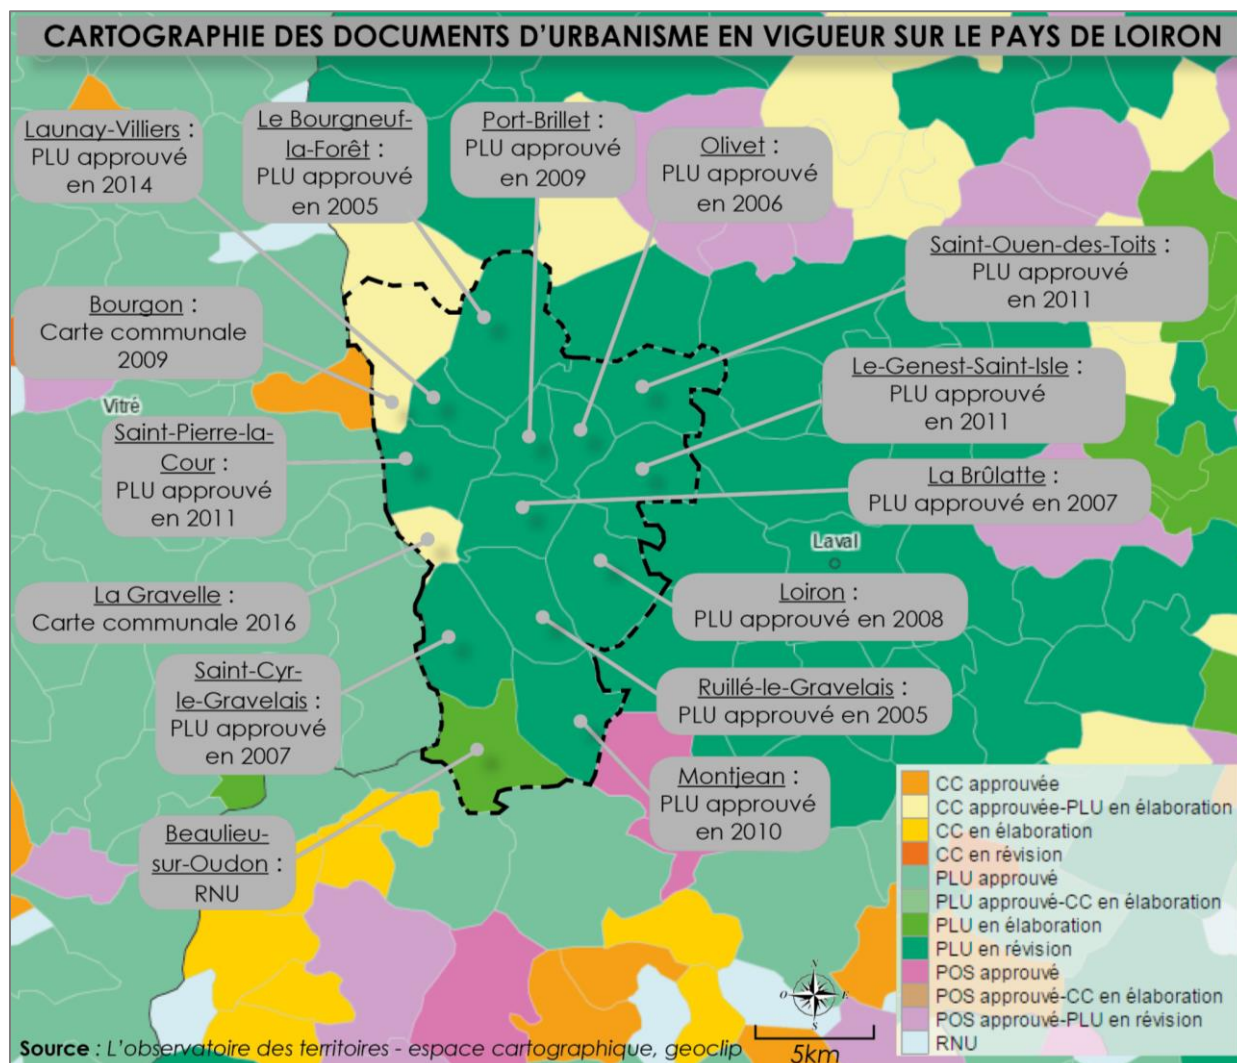 CARTOGRAPHIE DES DOCUMENTS D'URBANISME EN VIGUEUR SUR LE PAYS DE LOIRON
Launay-Villiers :
PLU approuvé
en 2014
Le Bourgneuf-
la-Forêt :
PLU approuvé
en 2005
Port-Brillet :
PLU approuvé
en 2009
Olivet :
PLU approuvé
en 2006
Saint-Ouen-des-Toits :
PLU approuvé
en 2011
Bourgon :
Carte communale
2009
Le-Genest-Saint-Isle :
PLU approuvé
en 2011
Vitré
Saint-Pierre-la-
Cour :
PLU approuvé
en 2011
La Brûlatte :
PLU approuvé en 2007
Laval
La Gravelle :
Carte communale 2016
Loiron :
PLU approuvé en 2008
Saint-Cyr-
le-Gravelais :
PLU approuvé
en 2007
Ruillé-le-Gravelais :
PLU approuvé en 2005
Montjean :
PLU approuvé
en 2010
Beaulieu-
sur-Oudon :
RNU
CC approuvée
CC approuvée-PLU en élaboration
CC en élaboration
CC en révision
PLU approuvé
PLU approuvé-CC en élaboration
PLU en élaboration
PLU en révision
POS approuvé
POS approuvé-CC en élaboration
POS approuvé-PLU en révision
RNU
N
O
E
S
5km
Source : L'observatoire des territoires - espace cartographique, geoclip